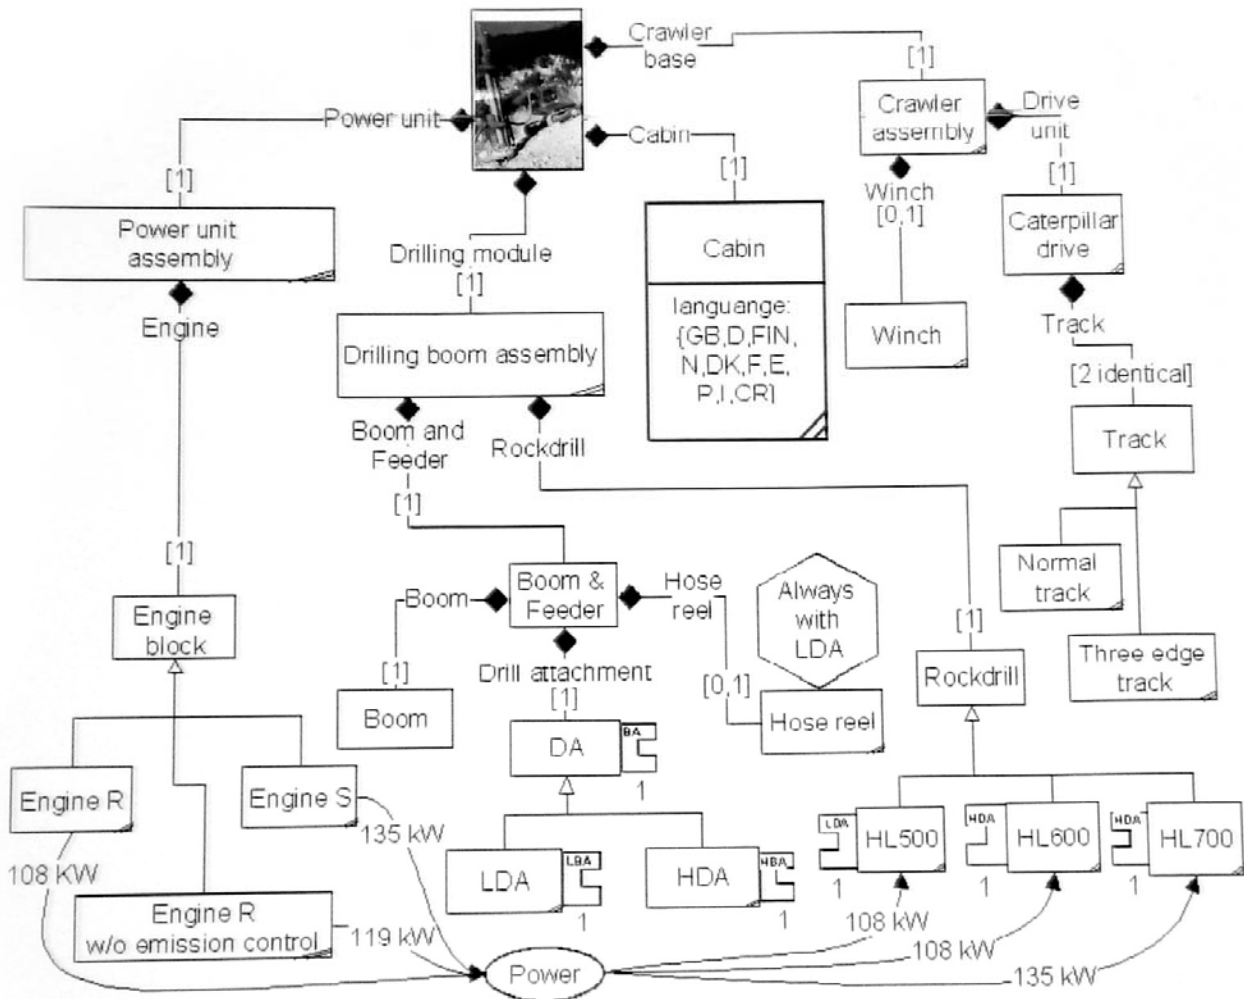 Crawler
base
[1]
Crawler
assembly
Drive
unit
Power unit
Cabin
[1]
[1]
Winch
[0,1]
[1]
Power unit
assembly
Drilling module
[1]
Cabin
Caterpillar
drive
Engine
Drilling boom assembly
languange:
{GB,D,FIN,
N,DK,F,E,
P,I,CR}
Winch
Track
[2 identical]
Boom and
Feeder
Rockdrill
Track
[1]
[1]
Normal
track
Engine
block
Boom
Boom &
Feeder
Hose
reel
Always
with
LDA
[1]
Three edge
track
[1]
Drill attachment
[1]
[0,1]
Rockdrill
Boom
DA
1
Hose reel
Engine R
Engine S
135 kW
108 KW
LDA
1
HDA
HBA
1
LDA
HL500
1
HDA
HL600
1
HDA
HL700
1
Engine R
w/o emission control
119 kW
Power
108 kW
108 kW
135 kW